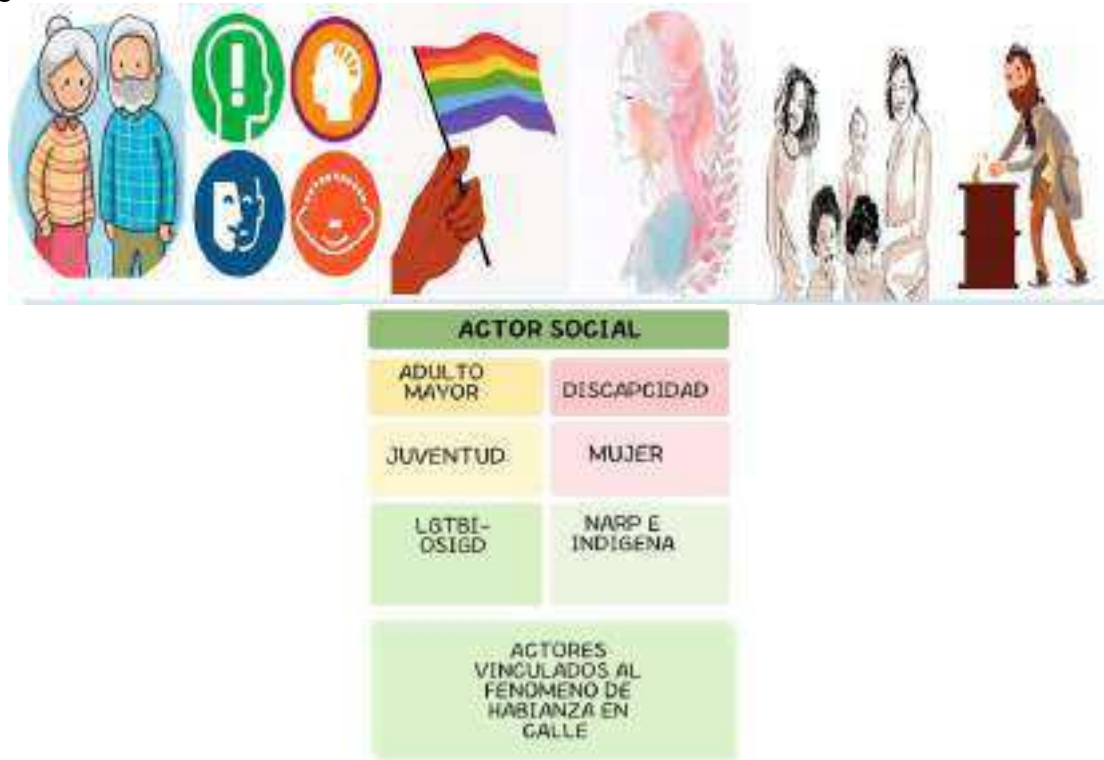 ACTOR SOCIAL
ADULTO
MAYOR
DISCAPCIDAD
JUVENTUD
MUJER
LGTBI-
OSIGD
NARP E
INDIGENA
ACTORES
VINCULADOS AL
FENOMENO DE
HABIANZA EN
CALLE